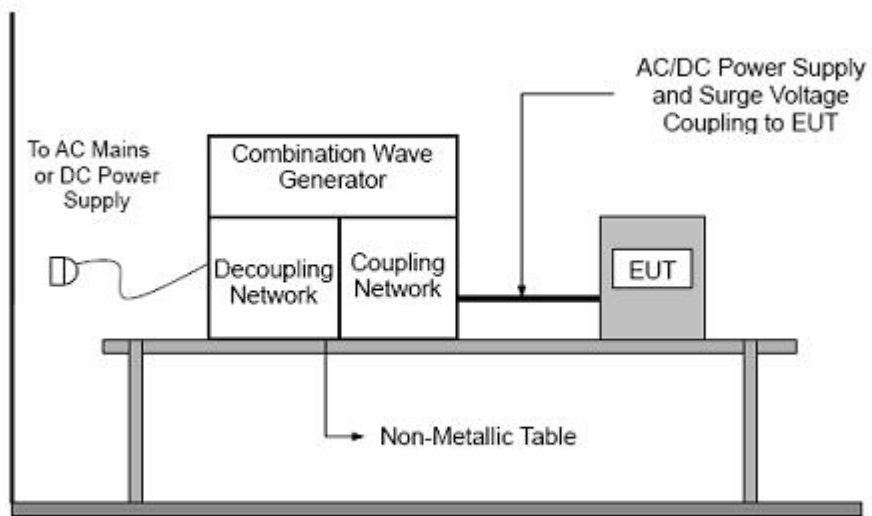 AC/DC Power Supply
and Surge Voltage
Coupling to EUT
To AC Mains
or DC Power
Supply
Combination Wave
Generator
Decoupling
Network
Coupling
Network
EUT
Non-Metallic Table